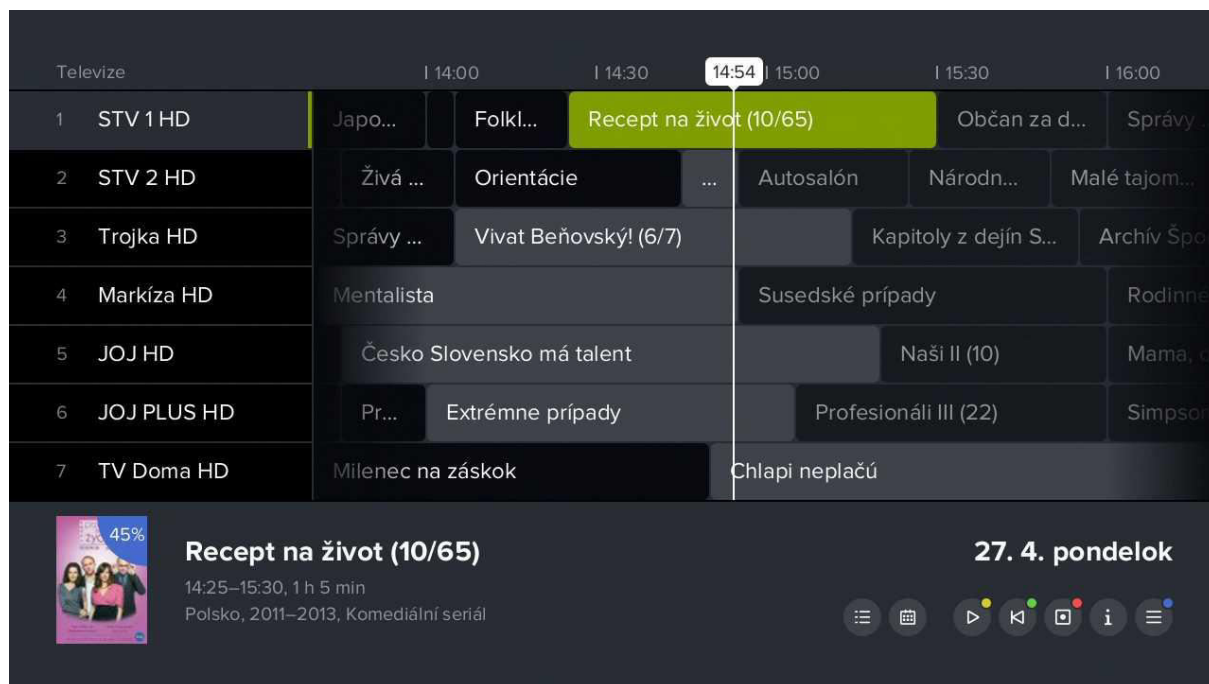 Televize 14:00 14:30 14:54 15:00 15:30 16:00
1 STV 1 HD Japo... Folkl... Recept na život (10/65) Občan za d... Správy
2 STV 2 HD Živá ... Orientácie ... Autosalón Národn... Malé tajom...
3 Trojka HD Správy ... Vivat Beňovský! (6/7) Kapitoly z dejín S... Archív Špo
4 Markíza HD Mentalista Susedské prípady Rodinné
5 JOJ HD Česko Slovensko má talent Naši II (10) Mama,
6 JOJ PLUS HD Pr... Extrémne prípady Profesionáli III (22) Simpson
7 TV Doma HD Milenec na záskok Chlapi neplačú
45%
Recept na život (10/65) 27. 4. pondelok
14:25–15:30, 1 h 5 min
Polsko, 2011–2013, Komediální seriál